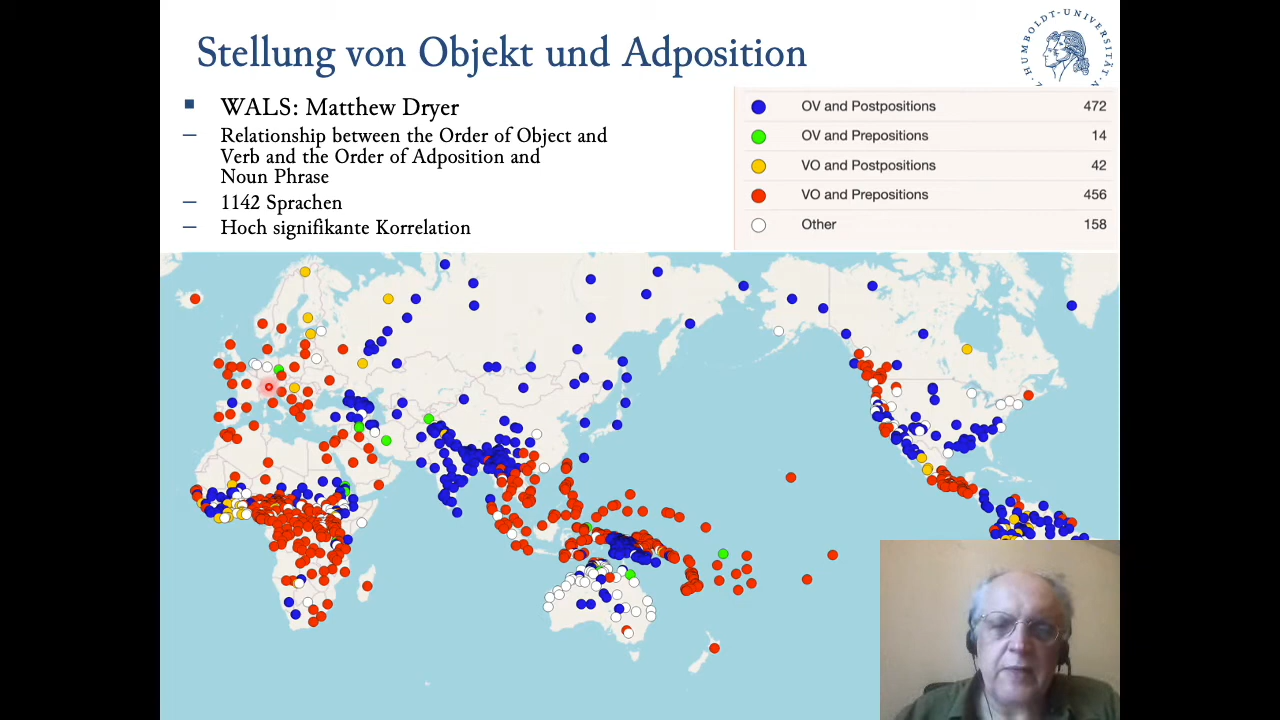 Stellung von Objekt und Adposition
HUMBOLDT-UNIVERSITÄT
WALS: Matthew Dryer
– Relationship between the Order of Object and
Verb and the Order of Adposition and
Noun Phrase
– 1142 Sprachen
– Hoch signifikante Korrelation
OV and Postpositions 472
OV and Prepositions 14
VO and Postpositions 42
VO and Prepositions 456
Other 158